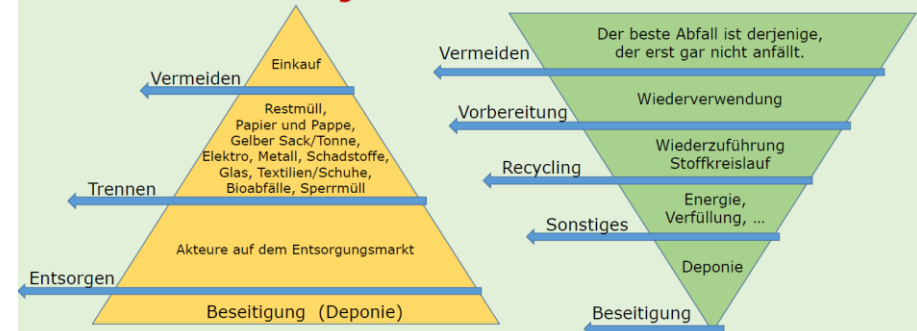 Einkauf
Vermeiden
Restmüll,
Papier und Pappe,
Gelber Sack/Tonne,
Elektro, Metall, Schadstoffe,
Glas, Textilien/Schuhe,
Bioabfälle, Sperrmüll
Trennen
Akteure auf dem Entsorgungsmarkt
Entsorgen
Beseitigung (Deponie)
Der beste Abfall ist derjenige,
der erst gar nicht anfällt.
Vermeiden
Wiederverwendung
Vorbereitung
Wiederzuführung
Stoffkreislauf
Recycling
Energie,
Verfüllung, ...
Sonstiges
Deponie
Beseitigung